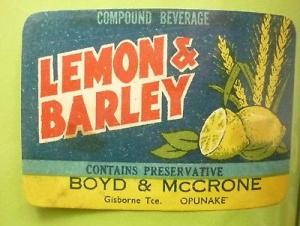 COMPOUND BEVERAGE
LEMON &
BARLEY
CONTAINS PRESERVATIVE
BOYD & McCRONE
Gisborne Tce. OPUNAKE